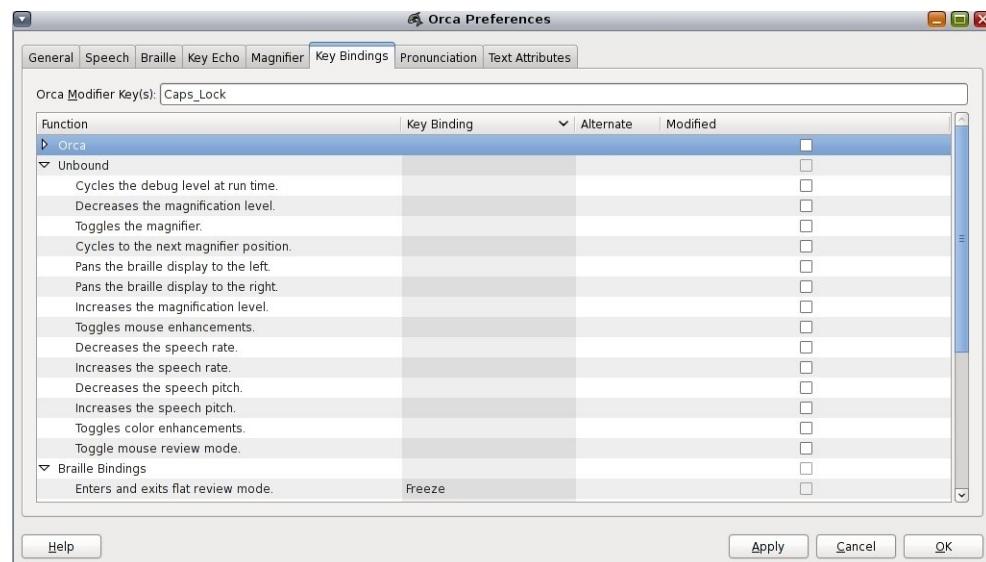 Orca Preferences
General Speech Braille Key Echo Magnifier Key Bindings Pronunciation Text Attributes
Orca Modifier Key(s): Caps_Lock
Function Key Binding Alternate Modified
Orca
Unbound
Cycles the debug level at run time.
Decreases the magnification level.
Toggles the magnifier.
Cycles to the next magnifier position.
Pans the braille display to the left.
Pans the braille display to the right.
Increases the magnification level.
Toggles mouse enhancements.
Decreases the speech rate.
Increases the speech rate.
Decreases the speech pitch.
Increases the speech pitch.
Toggles color enhancements.
Toggle mouse review mode.
Braille Bindings
Enters and exits flat review mode. Freeze
Help Apply Cancel OK